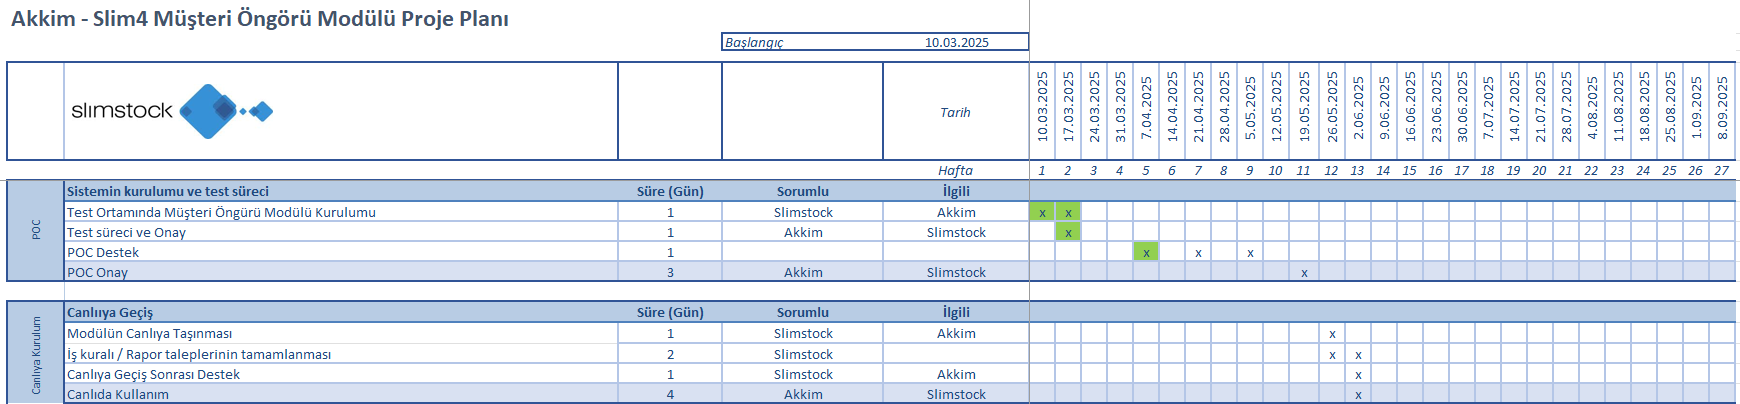 Akkim - Slim4 Müşteri Öngörü Modülü Proje Planı
Başlangıç 10.03.2025
slimstock Tarih 10.03.2025 17.03.2025 24.03.2025 31.03.2025 7.04.2025 14.04.2025 21.04.2025 28.04.2025 5.05.2025 12.05.2025 19.05.2025 26.05.2025 2.06.2025 9.06.2025 16.06.2025 23.06.2025 30.06.2025 7.07.2025 14.07.2025 21.07.2025 28.07.2025 4.08.2025 11.08.2025 18.08.2025 25.08.2025 1.09.2025 8.09.2025
Hafta 1 2 3 4 5 6 7 8 9 10 11 12 13 14 15 16 17 18 19 20 21 22 23 24 25 26 27
POC
Sistemin kurulumu ve test süreci Süre (Gün) Sorumlu İlgili
Test Ortamında Müşteri Öngürü Modülü Kurulumu 1 Slimstock Akkim x x
Test süreci ve Onay 1 Akkim Slimstock x
POC Destek 1 x x x
POC Onay 3 Akkim Slimstock x
Canlıya Kurulum
Canlııya Geçiş Süre (Gün) Sorumlu İlgili
Modülün Canlıya Taşınması 1 Slimstock Akkim x
İş kuralı / Rapor taleplerinin tamamlanması 2 Slimstock x x
Canlıya Geçiş Sonrası Destek 1 Slimstock Akkim x
Canlıda Kullanım 4 Akkim Slimstock x